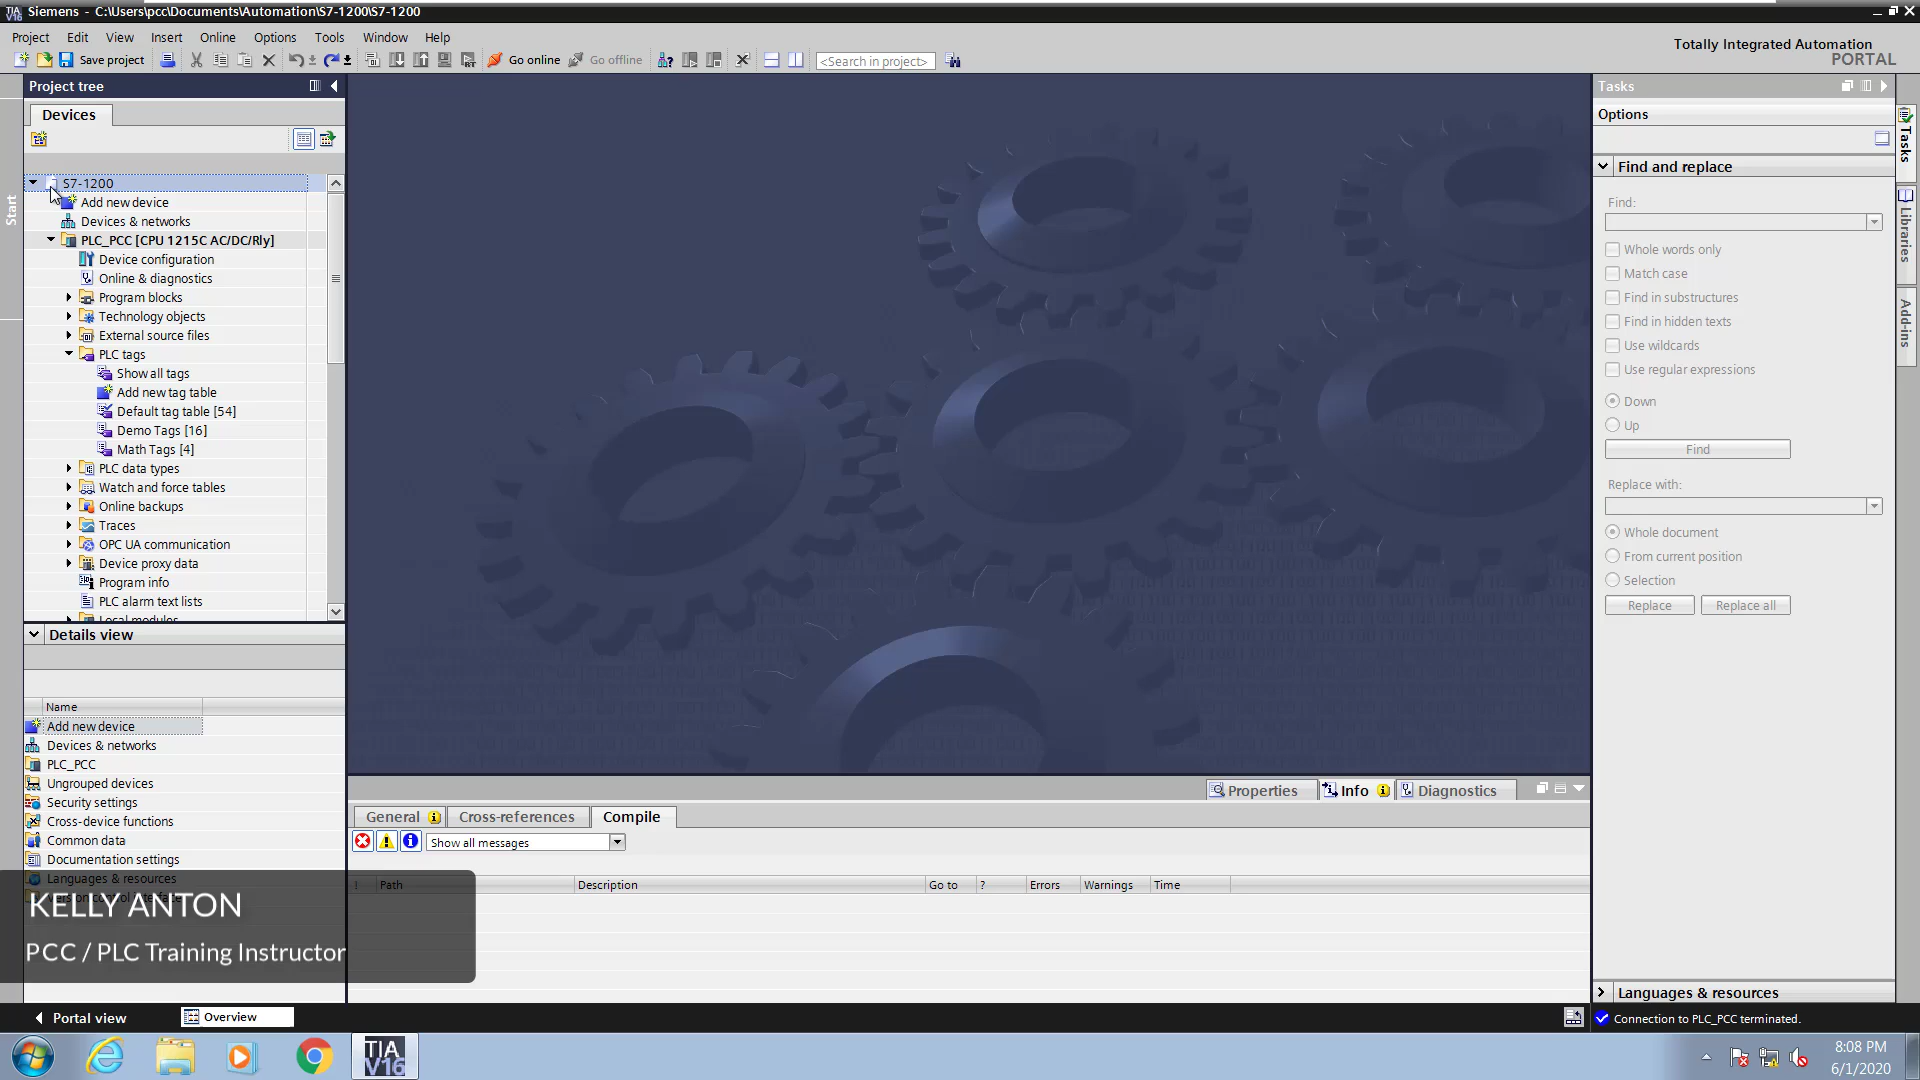 Siemens - C:\Users\pcc\Documents\Automation\S7-1200\S7-1200
Project Edit View Insert Online Options Tools Window Help
Totally Integrated Automation
PORTAL
Save project Go online Go offline <Search in project>
Project tree
Devices
Start
S7-1200
Add new device
Devices & networks
PLC_PCC [CPU 1215C AC/DC/Rly]
Device configuration
Online & diagnostics
Program blocks
Technology objects
External source files
PLC tags
Show all tags
Add new tag table
Default tag table [54]
Demo Tags [16]
Math Tags [4]
PLC data types
Watch and force tables
Online backups
Traces
OPC UA communication
Device proxy data
Program info
PLC alarm text lists
Local modules
Details view
Name
Add new device
Devices & networks
PLC_PCC
Ungrouped devices
Security settings
Cross-device functions
Common data
Documentation settings
Languages & resources
KELLY ANTON
PCC / PLC Training Instructor
Properties Info Diagnostics
General Cross-references Compile
Show all messages
! Path Description Go to ? Errors Warnings Time
Tasks
Options
Find and replace
Find:
Whole words only
Match case
Find in substructures
Find in hidden texts
Use wildcards
Use regular expressions
Down
Up
Find
Replace with:
Whole document
From current position
Selection
Replace Replace all
Languages & resources
Tasks
Libraries
Add-ins
Portal view Overview
Connection to PLC_PCC terminated.
TIA
V16
8:08 PM
6/1/2020